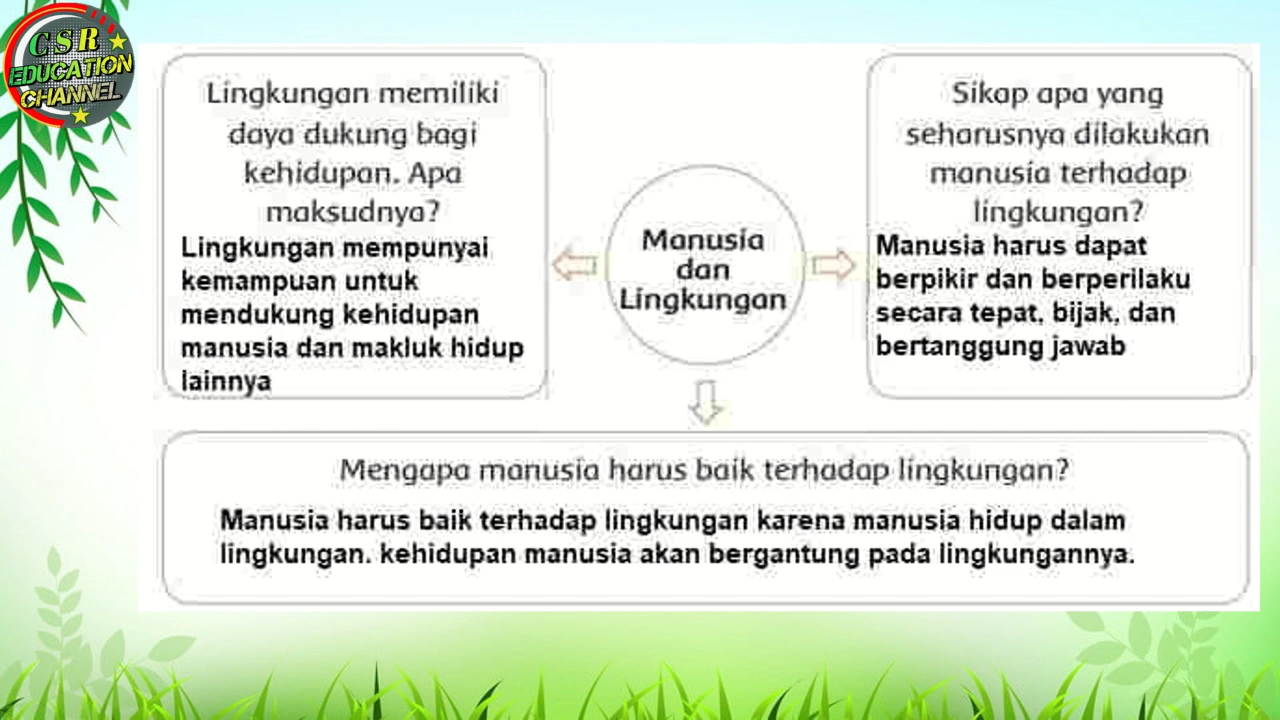 CSR
EDUCATION
CHANNEL
Lingkungan memiliki
daya dukung bagi
kehidupan. Apa
maksudnya?
Lingkungan mempunyai
kemampuan untuk
mendukung kehidupan
manusia dan makluk hidup
lainnya
Manusia
dan
Lingkungan
Sikap apa yang
seharusnya dilakukan
manusia terhadap
lingkungan?
Manusia harus dapat
berpikir dan berperilaku
secara tepat, bijak, dan
bertanggung jawab
Mengapa manusia harus baik terhadap lingkungan?
Manusia harus baik terhadap lingkungan karena manusia hidup dalam
lingkungan. kehidupan manusia akan bergantung pada lingkungannya.